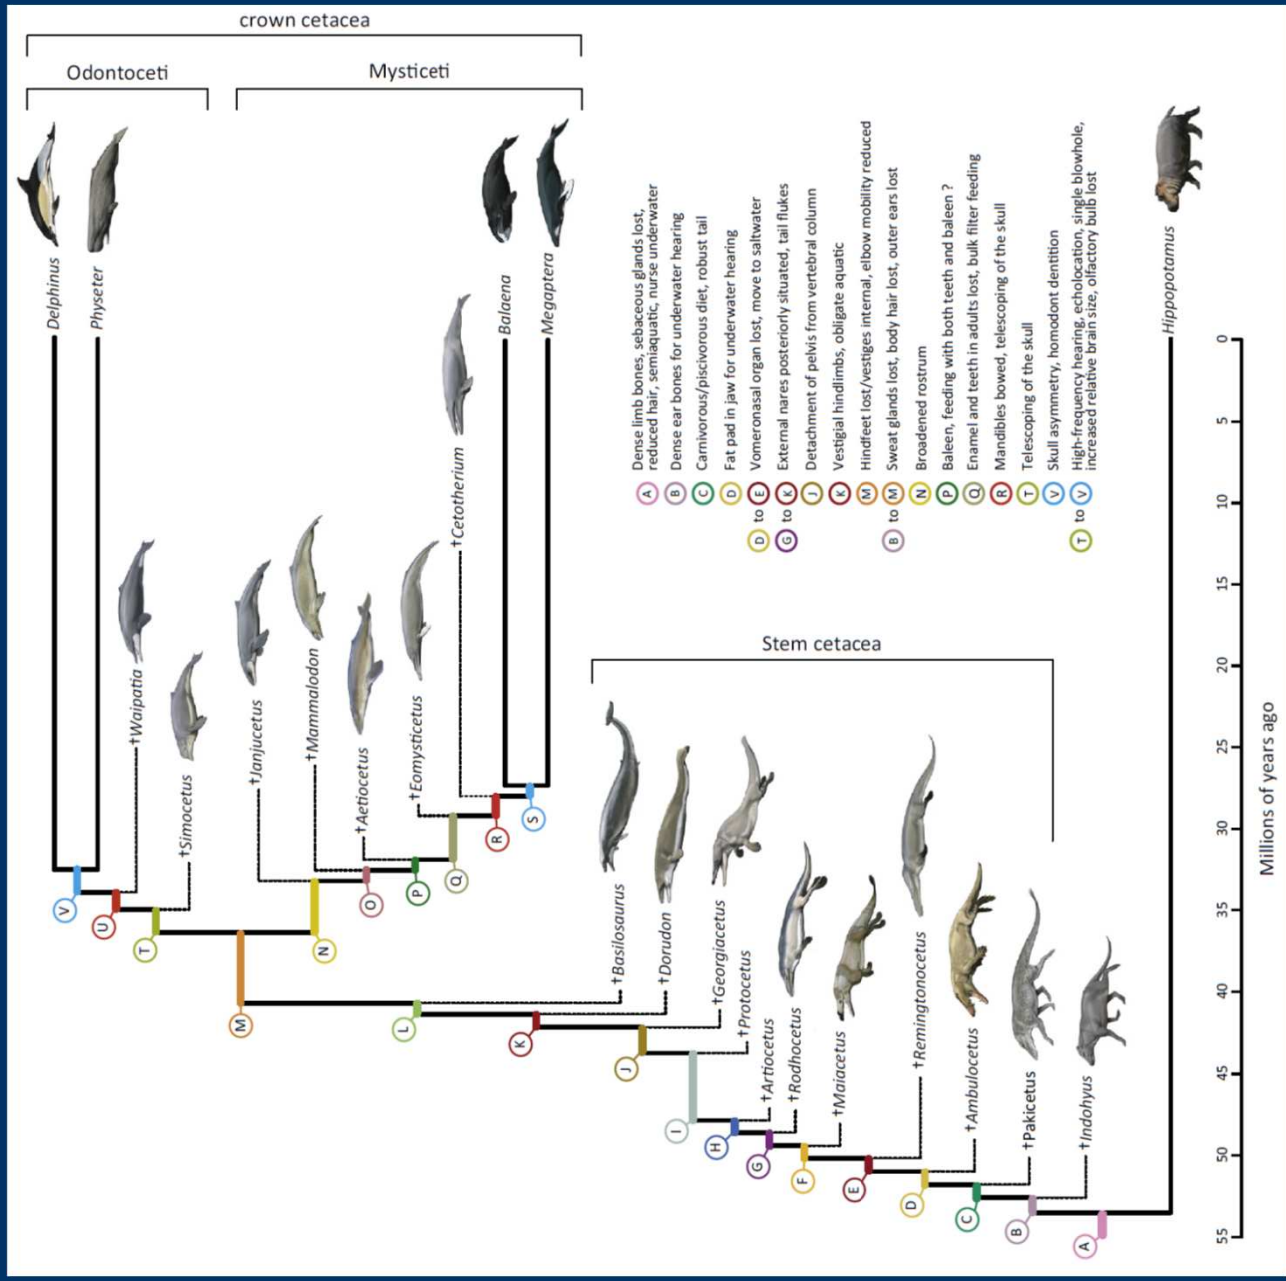 crown cetacea
Odontoceti
Mysticeti
Delphinus
Physeter
†Waipatia
†Simocetus
†Janjucetus
†Mammalodon
†Aetiocetus
†Eomysticetus
†Cetotherium
Balaena
Megaptera
Stem cetacea
†Basilosaurus
†Dorudon
†Georgiacetus
†Protocetus
†Artiocetus
†Rodhocetus
†Maiacetus
†Remingtonocetus
†Ambulocetus
†Pakicetus
†Indohyus
Hippopotamus
V
U
T
M
N
O
P
Q
R
S
L
K
J
I
H
G
F
E
D
C
B
A
A Dense limb bones, sebaceous glands lost,
reduced hair, semiaquatic, nurse underwater
B Dense ear bones for underwater hearing
C Carnivorous/piscivorous diet, robust tail
D Fat pad in jaw for underwater hearing
D to E Vomeronasal organ lost, move to saltwater
G to K External nares posteriorly situated, tail flukes
J Detachment of pelvis from vertebral column
K Vestigial hindlimbs, obligate aquatic
M Hindfeet lost/vestiges internal, elbow mobility reduced
B to M Sweat glands lost, body hair lost, outer ears lost
N Broadened rostrum
P Baleen, feeding with both teeth and baleen ?
Q Enamel and teeth in adults lost, bulk filter feeding
R Mandibles bowed, telescoping of the skull
T Telescoping of the skull
V Skull asymmetry, homodont dentition
T to V High-frequency hearing, echolocation, single blowhole,
increased relative brain size, olfactory bulb lost
55 50 45 40 35 30 25 20 15 10 5 0
Millions of years ago